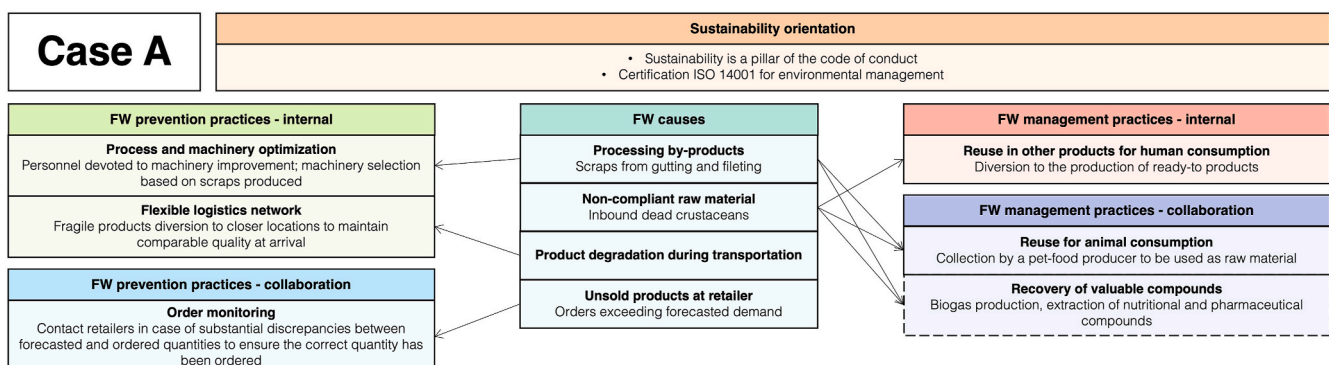 Case A
Sustainability orientation
• Sustainability is a pillar of the code of conduct
• Certification ISO 14001 for environmental management
FW prevention practices - internal
Process and machinery optimization
Personnel devoted to machinery improvement; machinery selection
based on scraps produced
Flexible logistics network
Fragile products diversion to closer locations to maintain
comparable quality at arrival
FW prevention practices - collaboration
Order monitoring
Contact retailers in case of substantial discrepancies between
forecasted and ordered quantities to ensure the correct quantity has
been ordered
FW causes
Processing by-products
Scraps from gutting and fileting
Non-compliant raw material
Inbound dead crustaceans
Product degradation during transportation
Unsold products at retailer
Orders exceeding forecasted demand
FW management practices - internal
Reuse in other products for human consumption
Diversion to the production of ready-to products
FW management practices - collaboration
Reuse for animal consumption
Collection by a pet-food producer to be used as raw material
Recovery of valuable compounds
Biogas production, extraction of nutritional and pharmaceutical
compounds